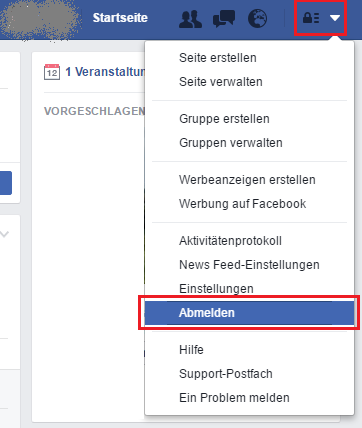 Startseite
12
1 Veranstaltun
VORGESCHLAGEN
Seite erstellen
Seite verwalten
Gruppe erstellen
Gruppen verwalten
Werbeanzeigen erstellen
Werbung auf Facebook
Aktivitätenprotokoll
News Feed-Einstellungen
Einstellungen
Abmelden
Hilfe
Support-Postfach
Ein Problem melden